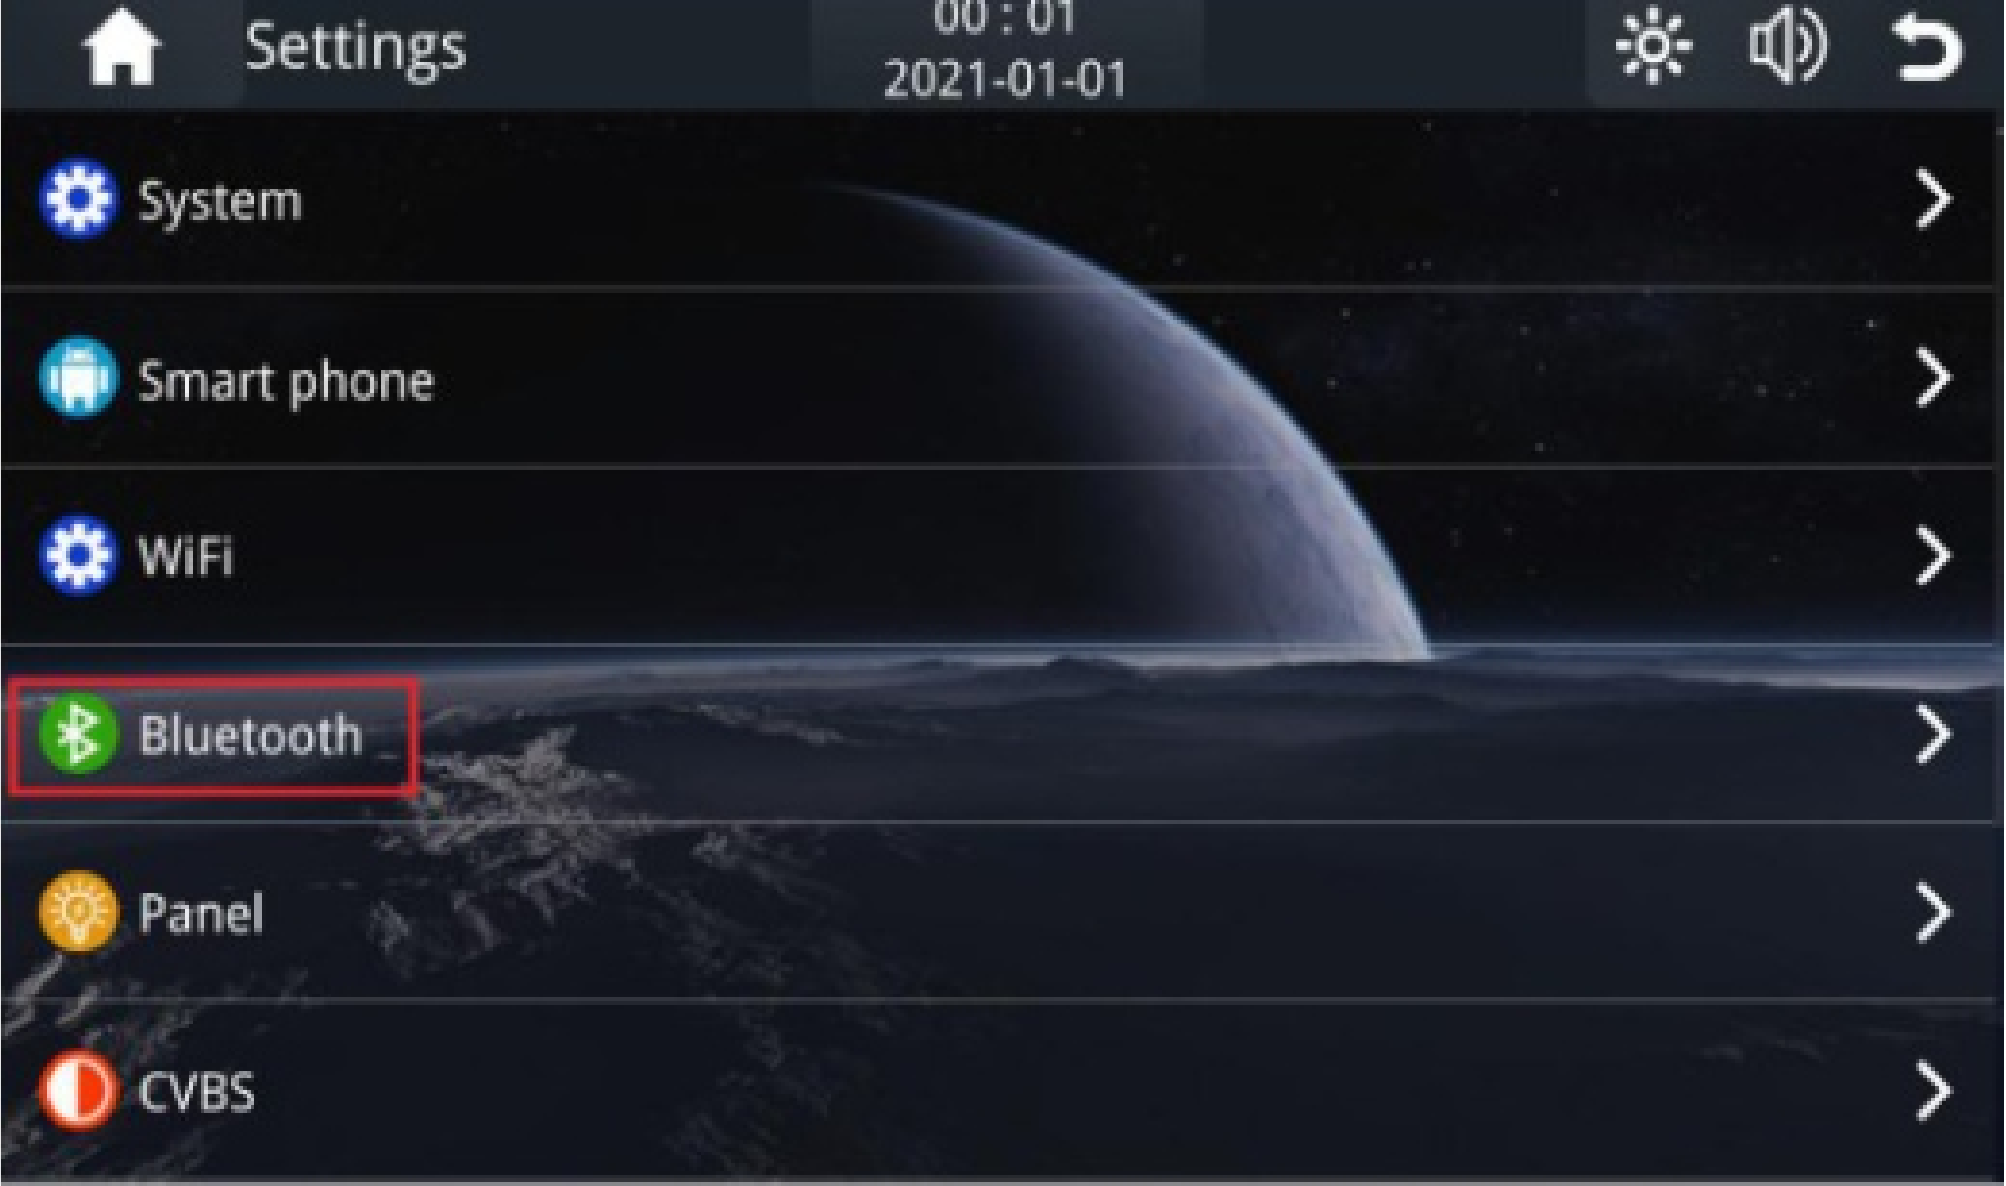 Settings
00 : 01
2021-01-01
System
Smart phone
WiFi
Bluetooth
Panel
CVBS